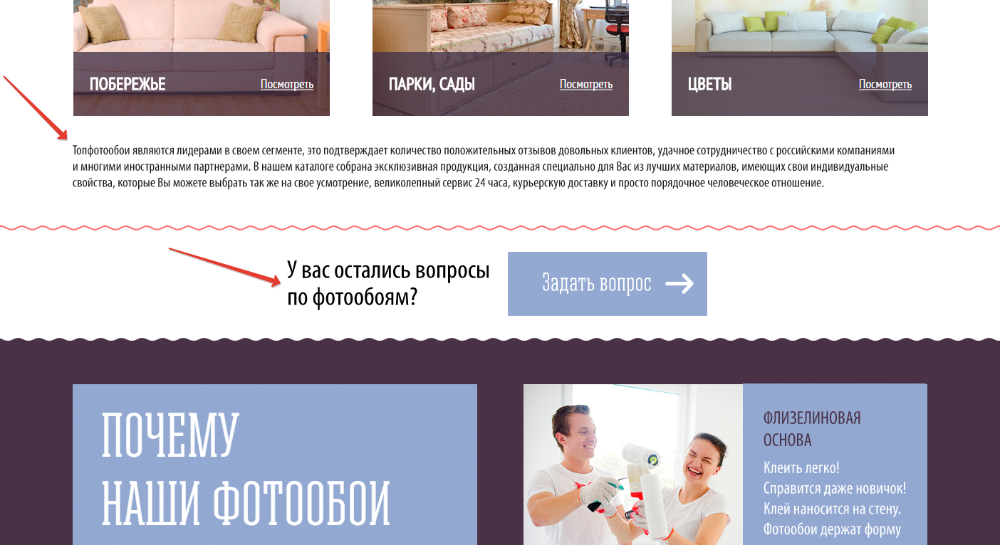 ПОБЕРЕЖЬЕ
Посмотреть
ПАРКИ, САДЫ
Посмотреть
ЦВЕТЫ
Посмотреть
Топфотообои являются лидерами в своем сегменте, это подтверждает количество положительных отзывов довольных клиентов, удачное сотрудничество с российскими компаниями
и многими иностранными партнерами. В нашем каталоге собрана эксклюзивная продукция, созданная специально для Вас из лучших материалов, имеющих свои индивидуальные
свойства, которые Вы можете выбрать так же на свое усмотрение, великолепный сервис 24 часа, курьерскую доставку и просто порядочное человеческое отношение.
У вас остались вопросы
по фотообоям?
Задать вопрос
ПОЧЕМУ
НАШИ ФОТООБОИ
ФЛИЗЕЛИНОВАЯ
ОСНОВА
Клеить легко!
Справится даже новичок!
Клей наносится на стену.
Фотообои держат форму